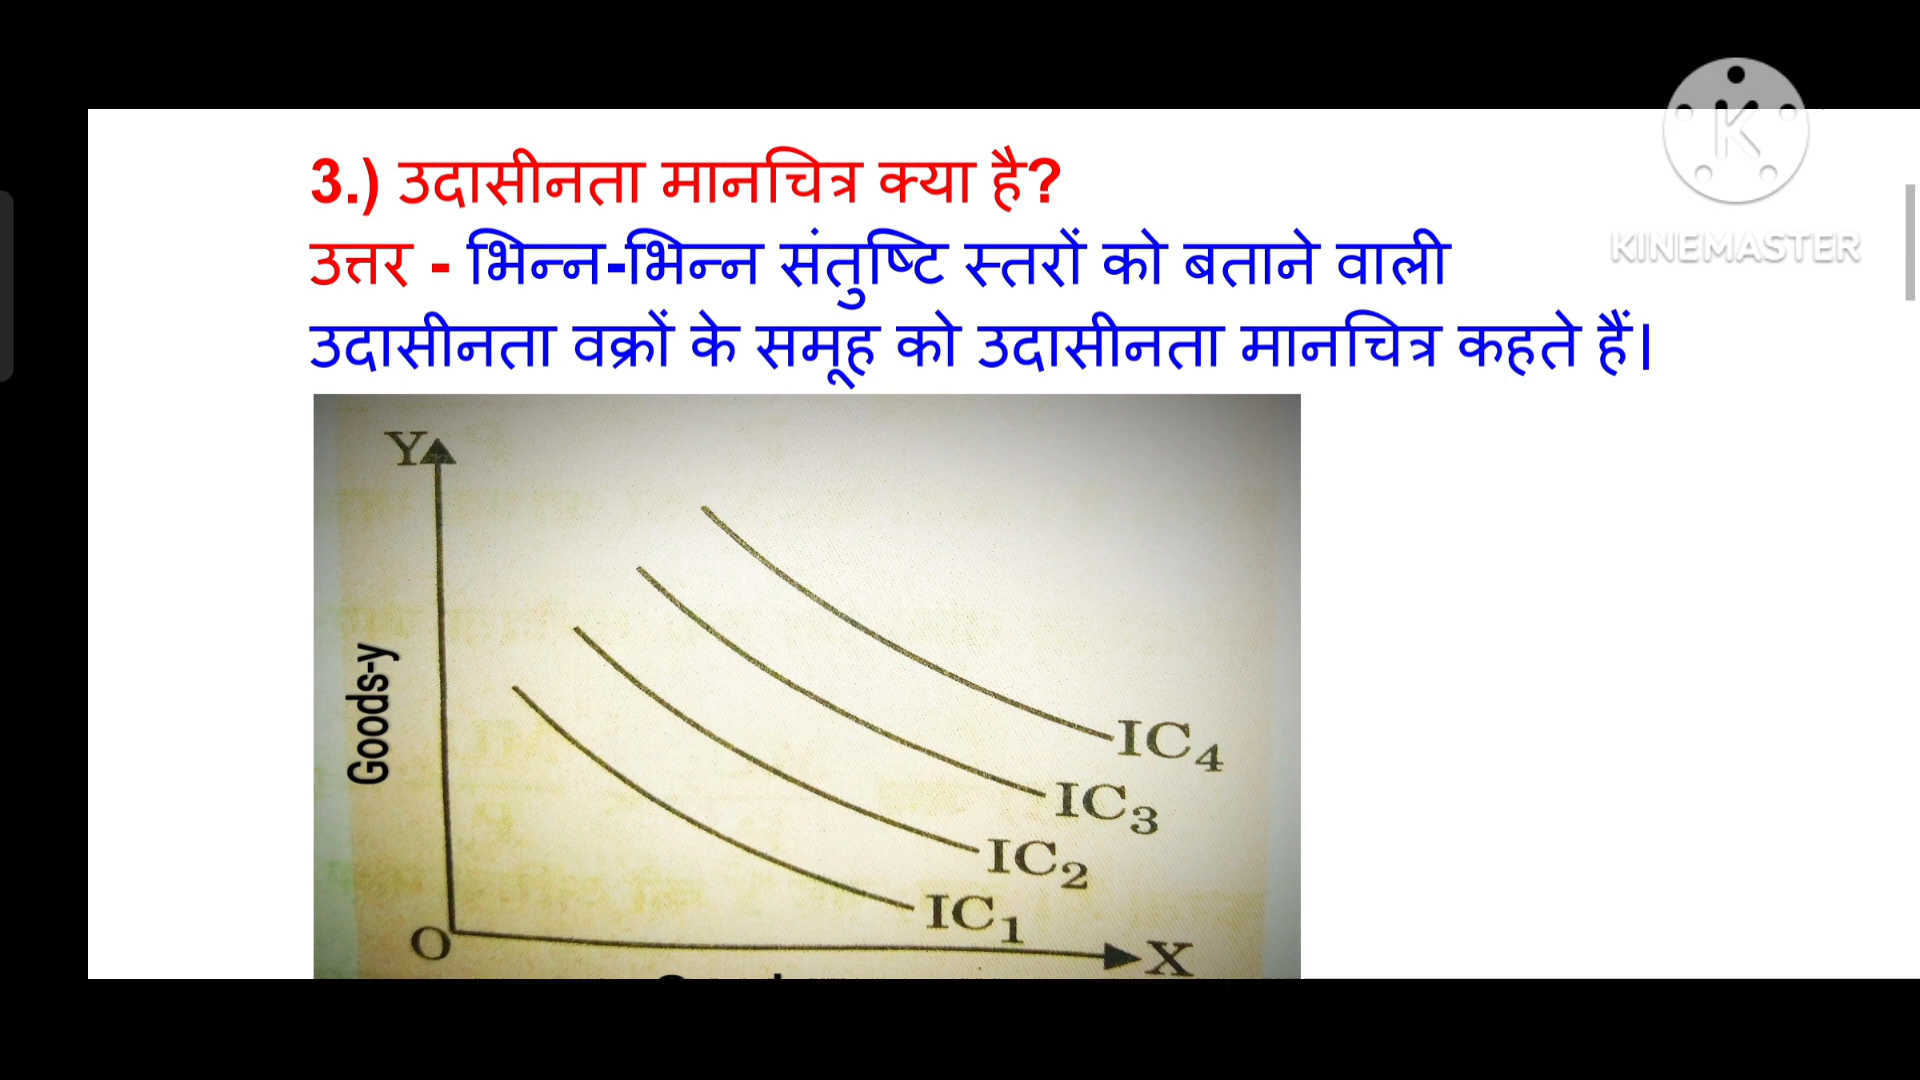 3.) उदासीनता मानचित्र क्या है?
उत्तर - भिन्न-भिन्न संतुष्टि स्तरों को बताने वाली
उदासीनता वक्रों के समूह को उदासीनता मानचित्र कहते हैं।
KINEMASTER
Y
Goods-y
IC4
IC3
IC2
IC1
O
X